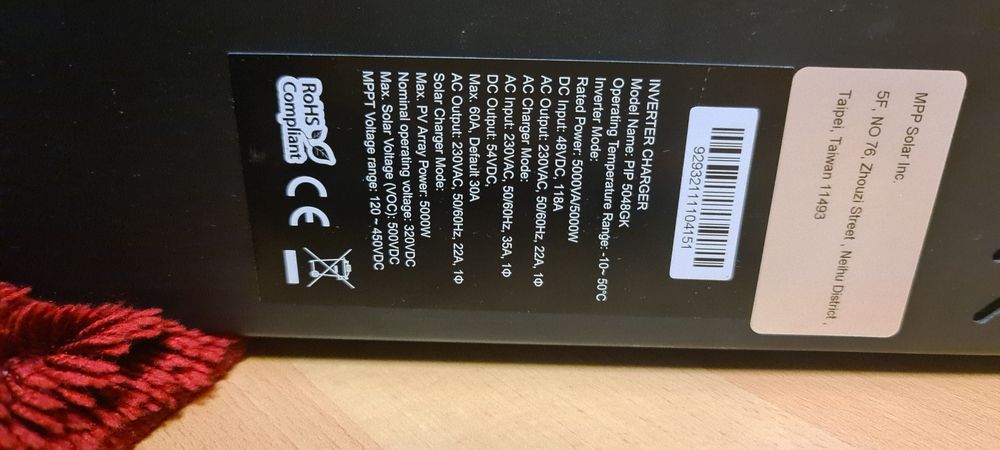 MPP Solar Inc.
5F, NO 76, Zhouzi Street , Neihu District ,
Taipei, Taiwan 11493
92932111104151
INVERTER CHARGER
Model Name: PIP 5048GK
Operating Temperature Range: -10~ 50°C
Inverter Mode:
Rated Power: 5000VA/5000W
DC Input: 48VDC, 118A
AC Output: 230VAC, 50/60Hz, 22A, 1Φ
AC Charger Mode:
AC Input: 230VAC, 50/60Hz, 35A, 1Φ
DC Output: 54VDC,
Max. 60A, Default 30A
AC Output: 230VAC, 50/60Hz, 22A, 1Φ
Solar Charger Mode:
Max. PV Array Power: 5000W
Nominal operating voltage: 320VDC
Max. Solar Voltage (VOC): 500VDC
MPPT Voltage range: 120 ~ 450VDC
RoHS
Compliant
CE